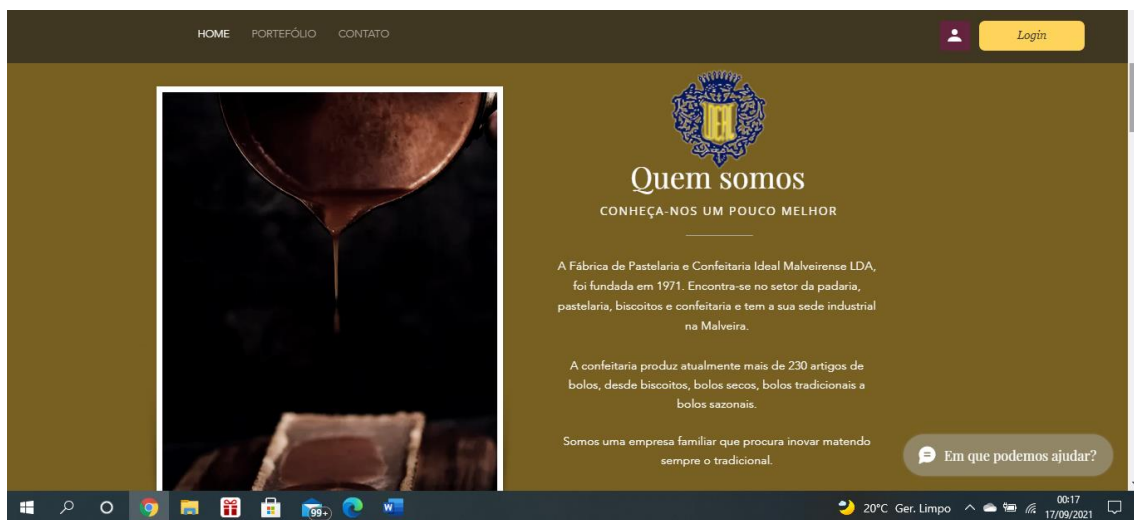 HOME PORTEFÓLIO CONTATO
Login
IDEAL
Quem somos
CONHEÇA-NOS UM POUCO MELHOR
A Fábrica de Pastelaria e Confeitaria Ideal Malveirense LDA,
foi fundada em 1971. Encontra-se no setor da padaria,
pastelaria, biscoitos e confeitaria e tem a sua sede industrial
na Malveira.
A confeitaria produz atualmente mais de 230 artigos de
bolos, desde biscoitos, bolos secos, bolos tradicionais a
bolos sazonais.
Somos uma empresa familiar que procura inovar matendo
sempre o tradicional.
Em que podemos ajudar?
99+
W
20°C Ger. Limpo
00:17
17/09/2021